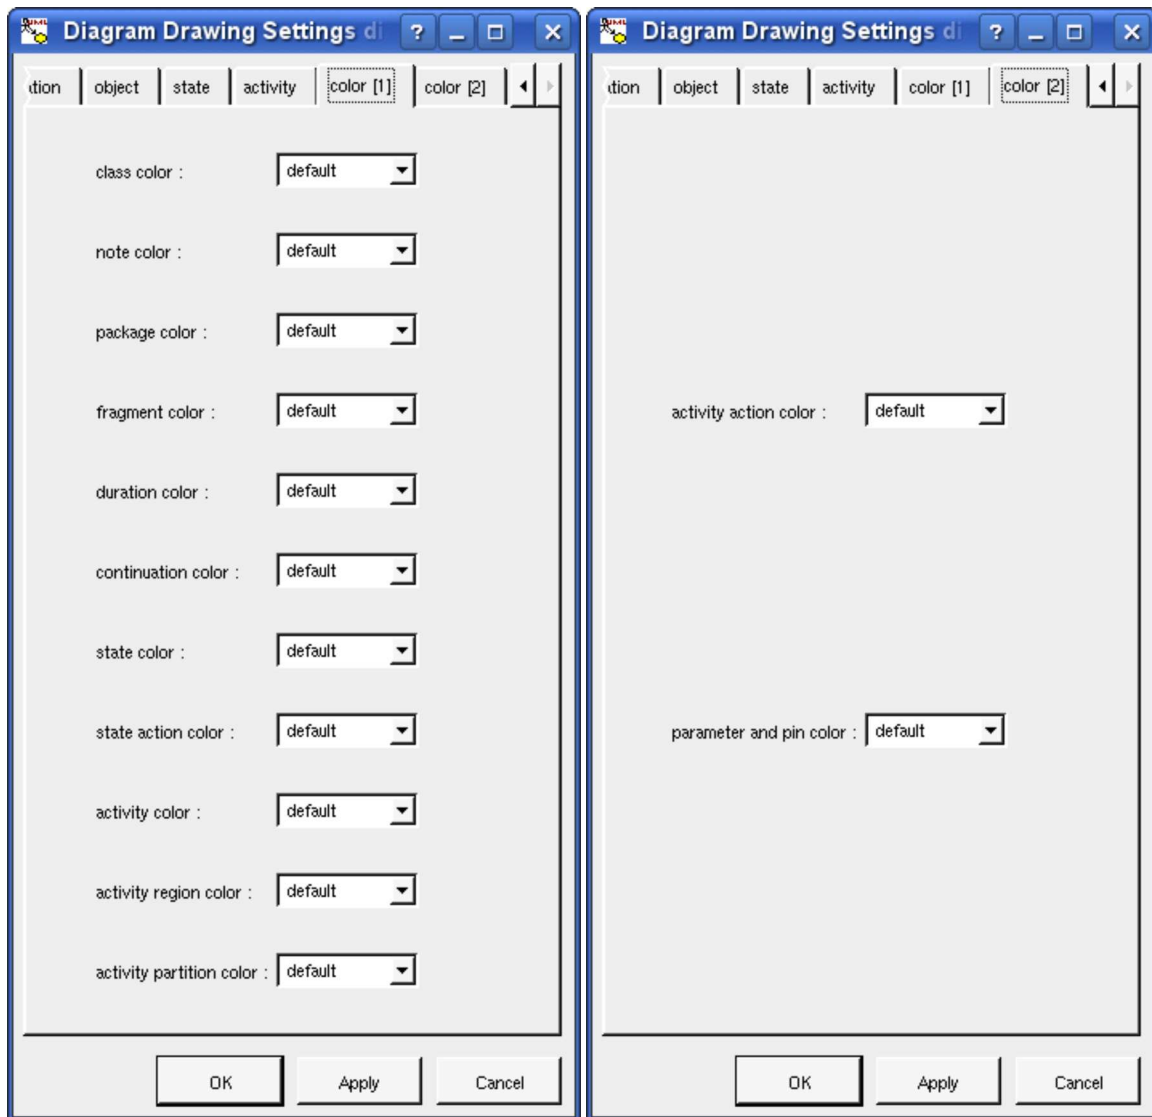 Diagram Drawing Settings di
object state activity color [1] color [2]
class color : default
note color : default
package color : default
fragment color : default
duration color : default
continuation color : default
state color : default
state action color : default
activity color : default
activity region color : default
activity partition color : default
OK Apply Cancel
Diagram Drawing Settings di
object state activity color [1] color [2]
activity action color : default
parameter and pin color : default
OK Apply Cancel